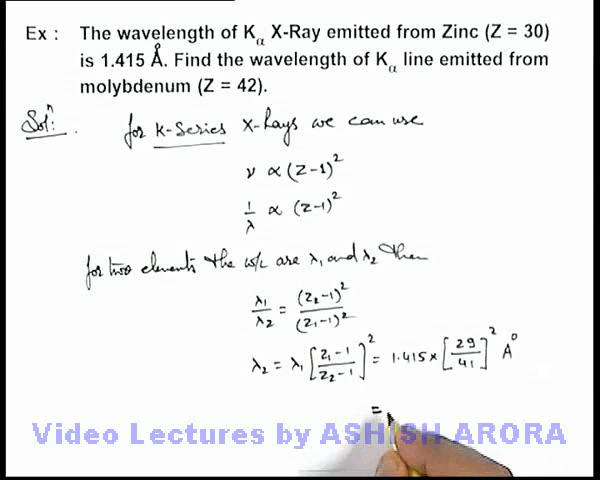 Ex : The wavelength of Kα X-Ray emitted from Zinc (Z = 30)
is 1.415 Å. Find the wavelength of Kα line emitted from
molybdenum (Z = 42).
Solⁿ: for K-Series X-Rays we can use
ν ∝ (Z-1)²
1/λ ∝ (Z-1)²
for two elements the w/L are λ₁ and λ₂ then
λ₁/λ₂ = (Z₂-1)²/(Z₁-1)²
λ₂ = λ₁ [Z₁-1/Z₂-1]² = 1.415 × [29/41]² A°
=
Video Lectures by ASHISH ARORA